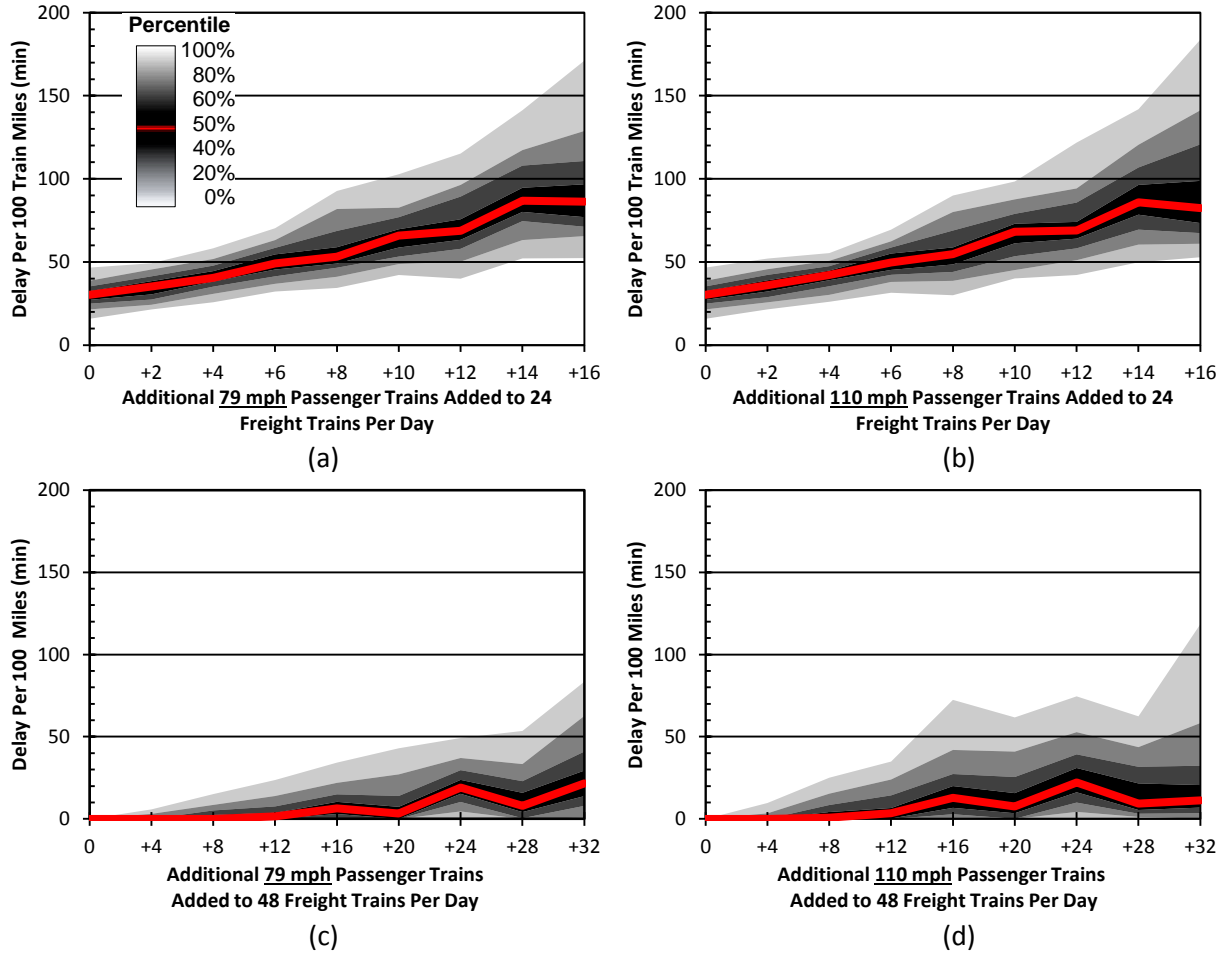 200
150
100
50
0
Delay Per 100 Train Miles (min)
Percentile
100%
80%
60%
50%
40%
20%
0%
0 +2 +4 +6 +8 +10 +12 +14 +16
Additional 79 mph Passenger Trains Added to 24
Freight Trains Per Day
(a)
200
150
100
50
0
Delay Per 100 Train Miles (min)
0 +2 +4 +6 +8 +10 +12 +14 +16
Additional 110 mph Passenger Trains Added to 24
Freight Trains Per Day
(b)
200
150
100
50
0
Delay Per 100 Miles (min)
0 +4 +8 +12 +16 +20 +24 +28 +32
Additional 79 mph Passenger Trains
Added to 48 Freight Trains Per Day
(c)
200
150
100
50
0
Delay Per 100 Miles (min)
0 +4 +8 +12 +16 +20 +24 +28 +32
Additional 110 mph Passenger Trains
Added to 48 Freight Trains Per Day
(d)